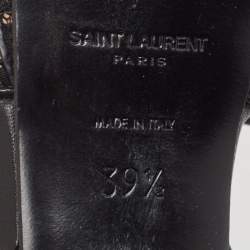 SAINT LAURENT
PARIS
MADE IN ITALY
39½